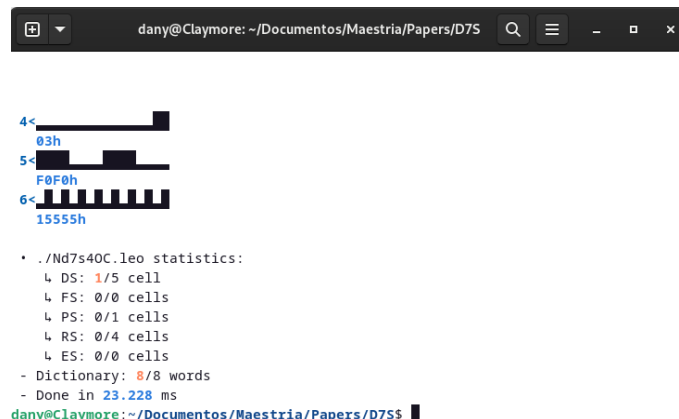 dany@Claymore: ~/Documentos/Maestria/Papers/D7S
4<
03h
5<
F0F0h
6<
15555h
• ./Nd7s4OC.leo statistics:
↳ DS: 1/5 cell
↳ FS: 0/0 cells
↳ PS: 0/1 cells
↳ RS: 0/4 cells
↳ ES: 0/0 cells
- Dictionary: 8/8 words
- Done in 23.228 ms
dany@Claymore:~/Documentos/Maestria/Papers/D7S$